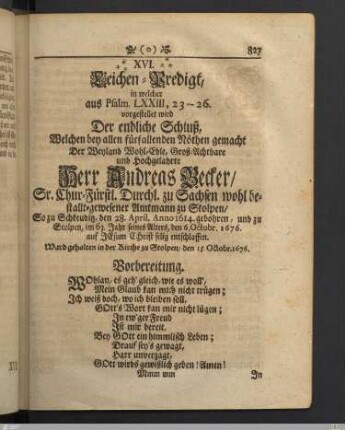 (o) 827
XVI.
Leichen-Predigt,
in welcher
aus Psalm. LXXIII, 23-26.
vorgestellet wird
Der endliche Schluß,
Welchen bey allen fürfallenden Nöthen gemacht
Der Weyland Wohl-Edle, Groß-Achtbare
und Hochgelahrte
Herr Andreas Becker/
Sr. Chur-Fürstl. Durchl. zu Sachsen wohl be-
stallt-gewesener Amtmann zu Stolpen/
So zu Schkeuditz, den 28. April. Anno 1614. gebohren, und zu
Stolpen, im 63. Jahr seines Alters, den 6. Octobr. 1676.
auf JEsum Christ selig entschlaffen.
Ward gehalten in der Kirche zu Stolpen/ den 15 Octobr. 1676.
Vorbereitung.
WOhlan, es geh' gleich, wie es woll',
Mein Glaub kan mich nicht trügen;
Ich weiß doch, wo ich bleiben soll,
GOtt's Wort kan mir nicht lügen;
In ew'ger Freud
Ist mir bereit,
Bey GOtt ein himmlisch Leben;
Drauf sey's gewagt,
Harr unverzagt,
GOtt wirds gewißlich geben! Amen!
Mmm mm In